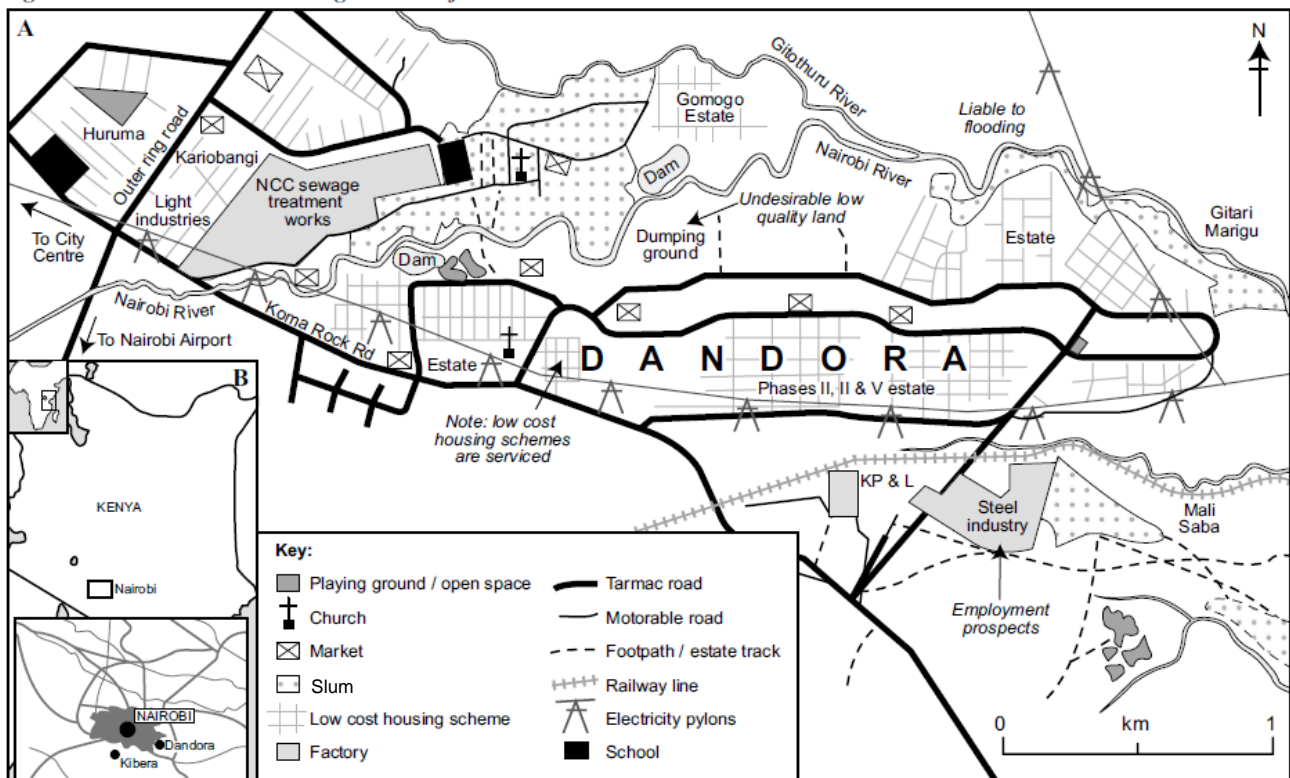 A
N
Gitothuru River
Gomogo
Estate
Liable to
flooding
Huruma
Outer ring road
Kariobangi
NCC sewage
treatment
works
Light
industries
Dam
Nairobi River
Undesirable low
quality land
Dumping
ground
Estate
Gitari
Marigu
To City
Centre
Dam
Nairobi River
Koma Rock Rd
To Nairobi Airport
Estate
DANDORA
Phases II, II & V estate
Note: low cost
housing schemes
are serviced
KP & L
Steel
industry
Mali
Saba
Employment
prospects
B
KENYA
Nairobi
NAIROBI
Dandora
Kibera
Key:
Playing ground / open space
Church
Market
Slum
Low cost housing scheme
Factory
Tarmac road
Motorable road
Footpath / estate track
Railway line
Electricity pylons
School
0 km 1